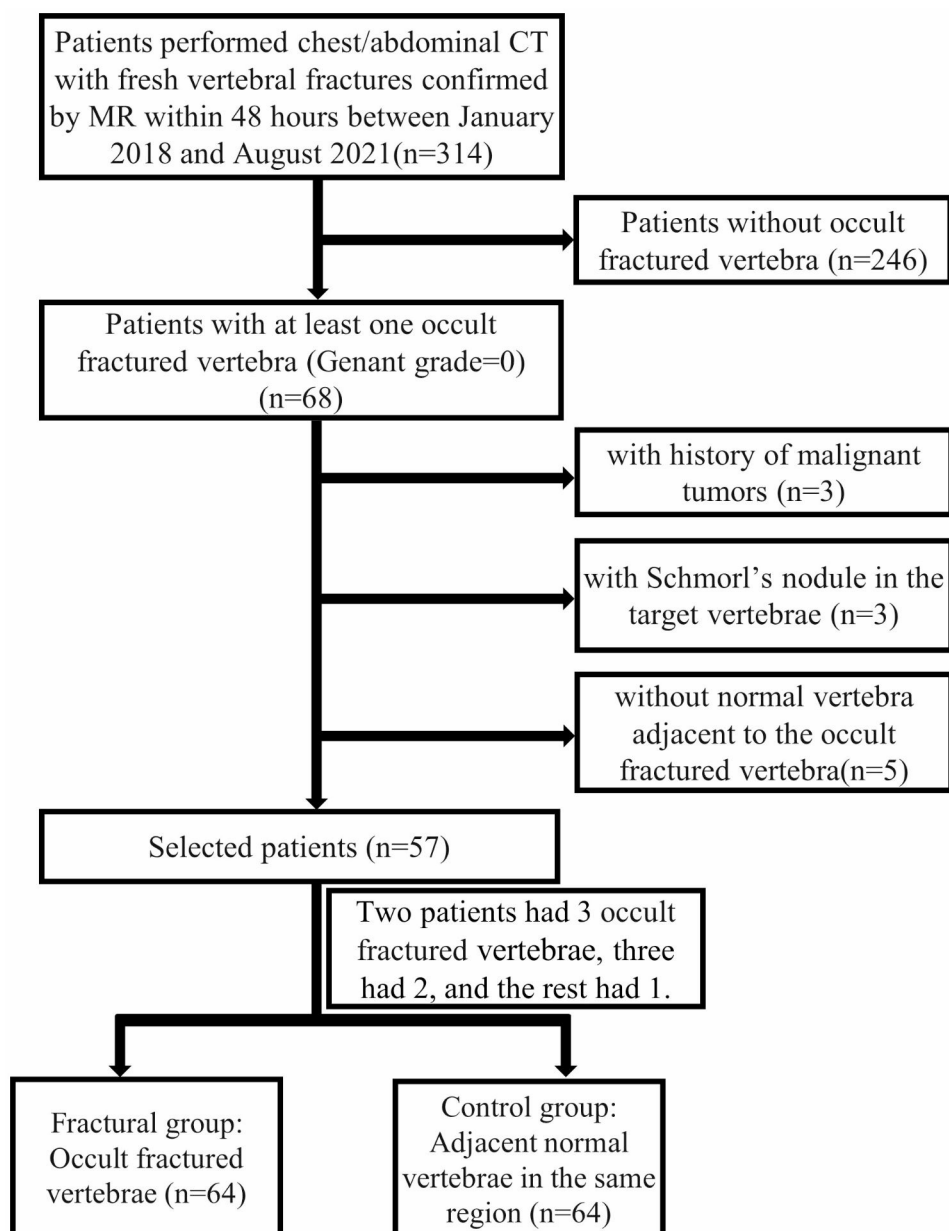 Patients performed chest/abdominal CT
with fresh vertebral fractures confirmed
by MR within 48 hours between January
2018 and August 2021(n=314)
Patients without occult
fractured vertebra (n=246)
Patients with at least one occult
fractured vertebra (Genant grade=0)
(n=68)
with history of malignant
tumors (n=3)
with Schmorl’s nodule in the
target vertebrae (n=3)
without normal vertebra
adjacent to the occult
fractured vertebra(n=5)
Selected patients (n=57)
Two patients had 3 occult
fractured vertebrae, three
had 2, and the rest had 1.
Fractural group:
Occult fractured
vertebrae (n=64)
Control group:
Adjacent normal
vertebrae in the same
region (n=64)